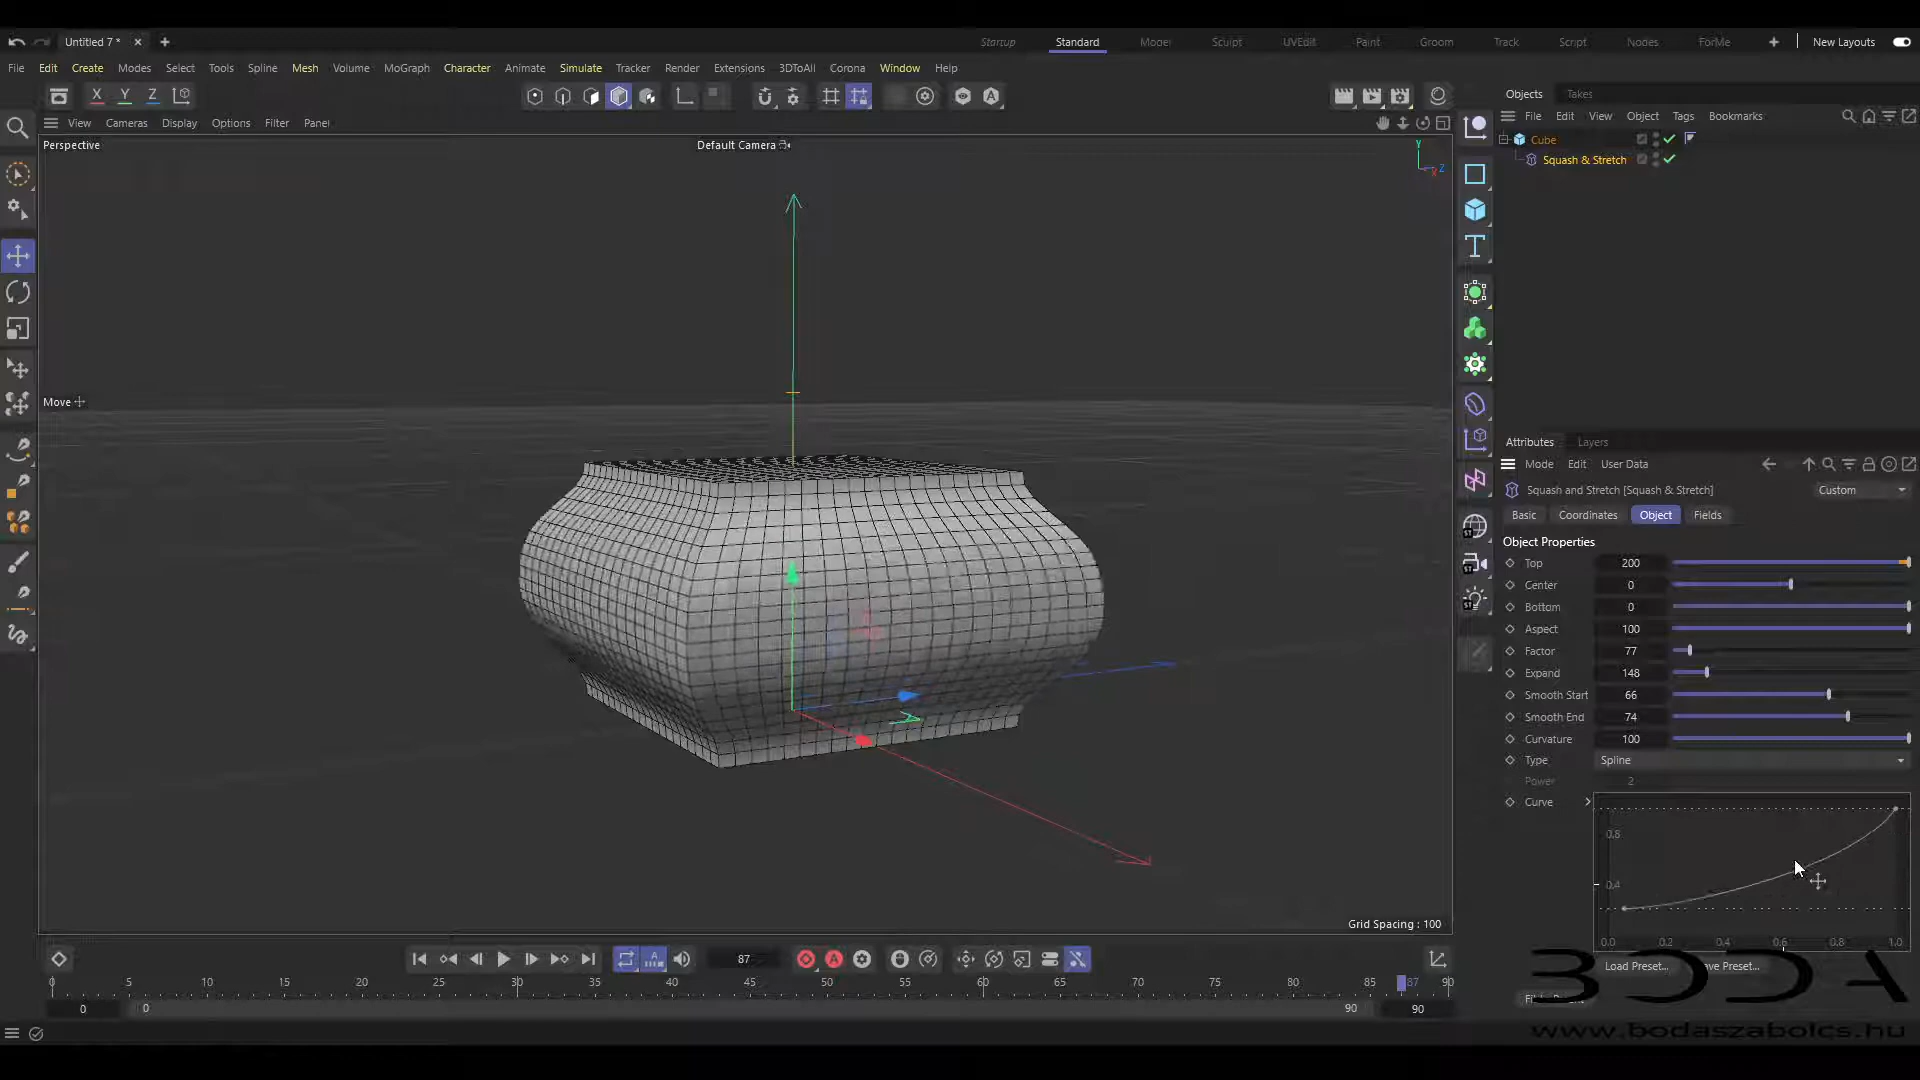 Untitled 7 *
Startup Standard Model Sculpt UVEdit Paint Groom Track Script Nodes ForMe New Layouts
File Edit Create Modes Select Tools Spline Mesh Volume MoGraph Character Animate Simulate Tracker Render Extensions 3DToAll Corona Window Help
X Y Z
View Cameras Display Options Filter Panel
Perspective
Default Camera
Y
X Z
Move
Grid Spacing : 100
Objects Takes
File Edit View Object Tags Bookmarks
Cube
Squash & Stretch
Attributes Layers
Mode Edit User Data
Squash and Stretch [Squash & Stretch] Custom
Basic Coordinates Object Fields
Object Properties
Top 200
Center 0
Bottom 0
Aspect 100
Factor 77
Expand 148
Smooth Start 66
Smooth End 74
Curvature 100
Type Spline
Power 2
Curve
0.8
0.4
0.0 0.2 0.4 0.6 0.8 1.0
Load Preset... ave Preset...
BODA
www.bodaszabolcs.hu
87
0 5 10 15 20 25 30 35 40 45 50 55 60 65 70 75 80 85 87 90
0 0 90 90